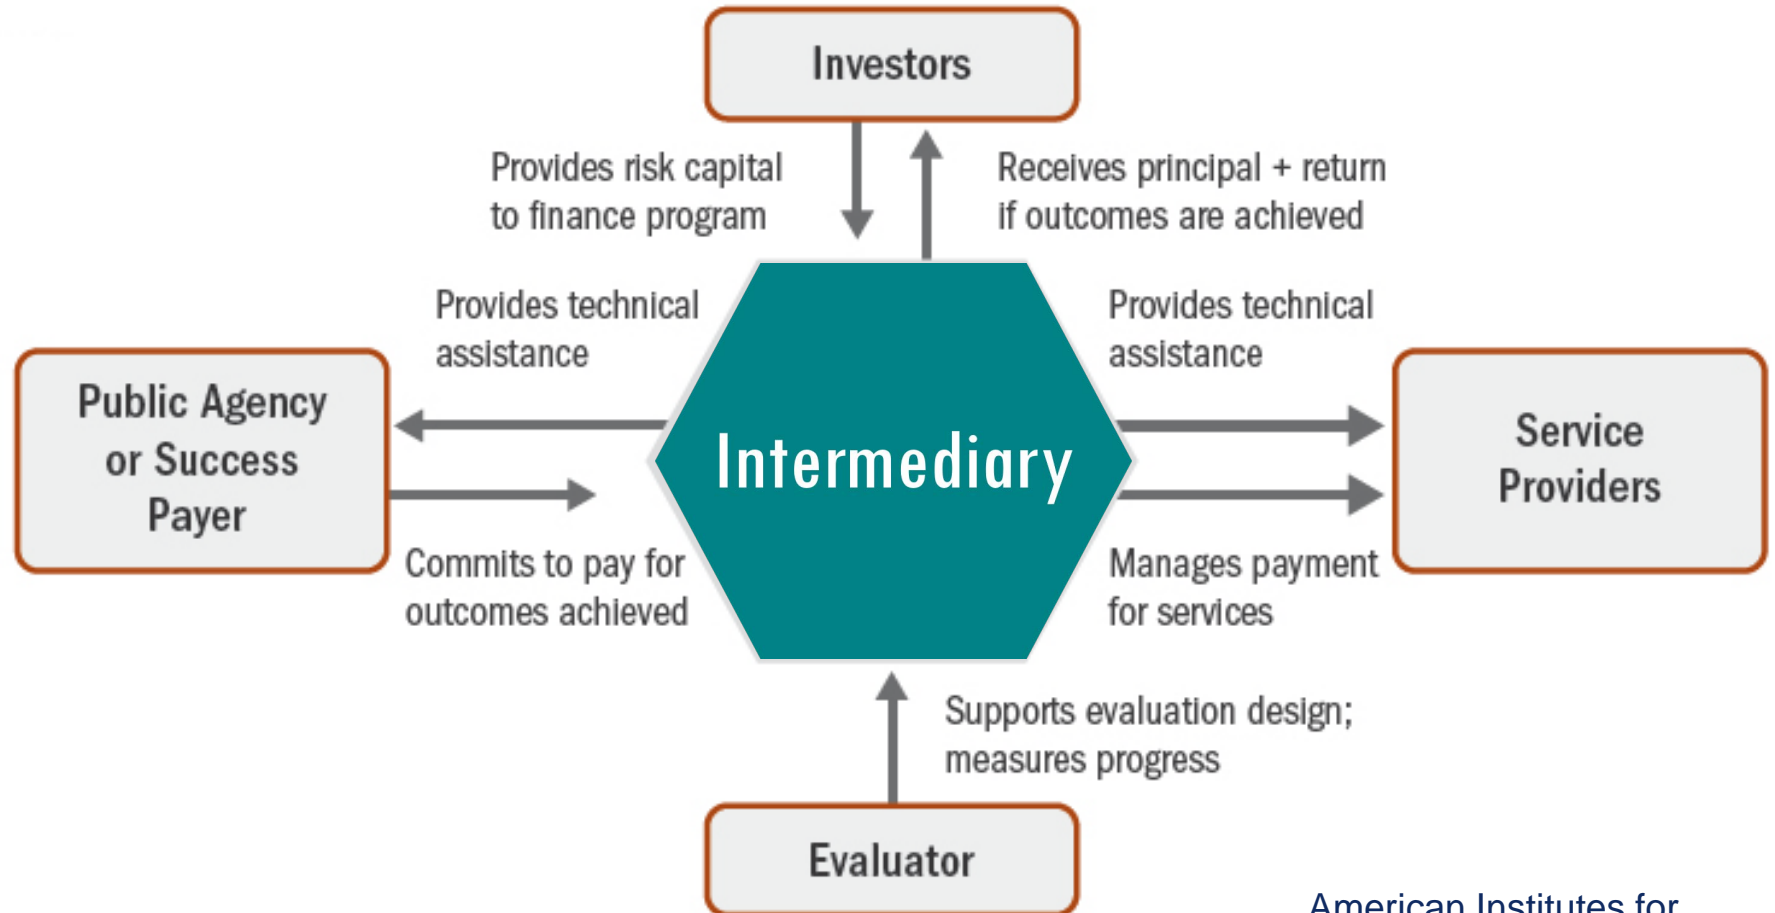 Investors
Provides risk capital
to finance program
Receives principal + return
if outcomes are achieved
Provides technical
assistance
Provides technical
assistance
Public Agency
or Success
Payer
Intermediary
Service
Providers
Commits to pay for
outcomes achieved
Manages payment
for services
Supports evaluation design;
measures progress
Evaluator
American Institutes for